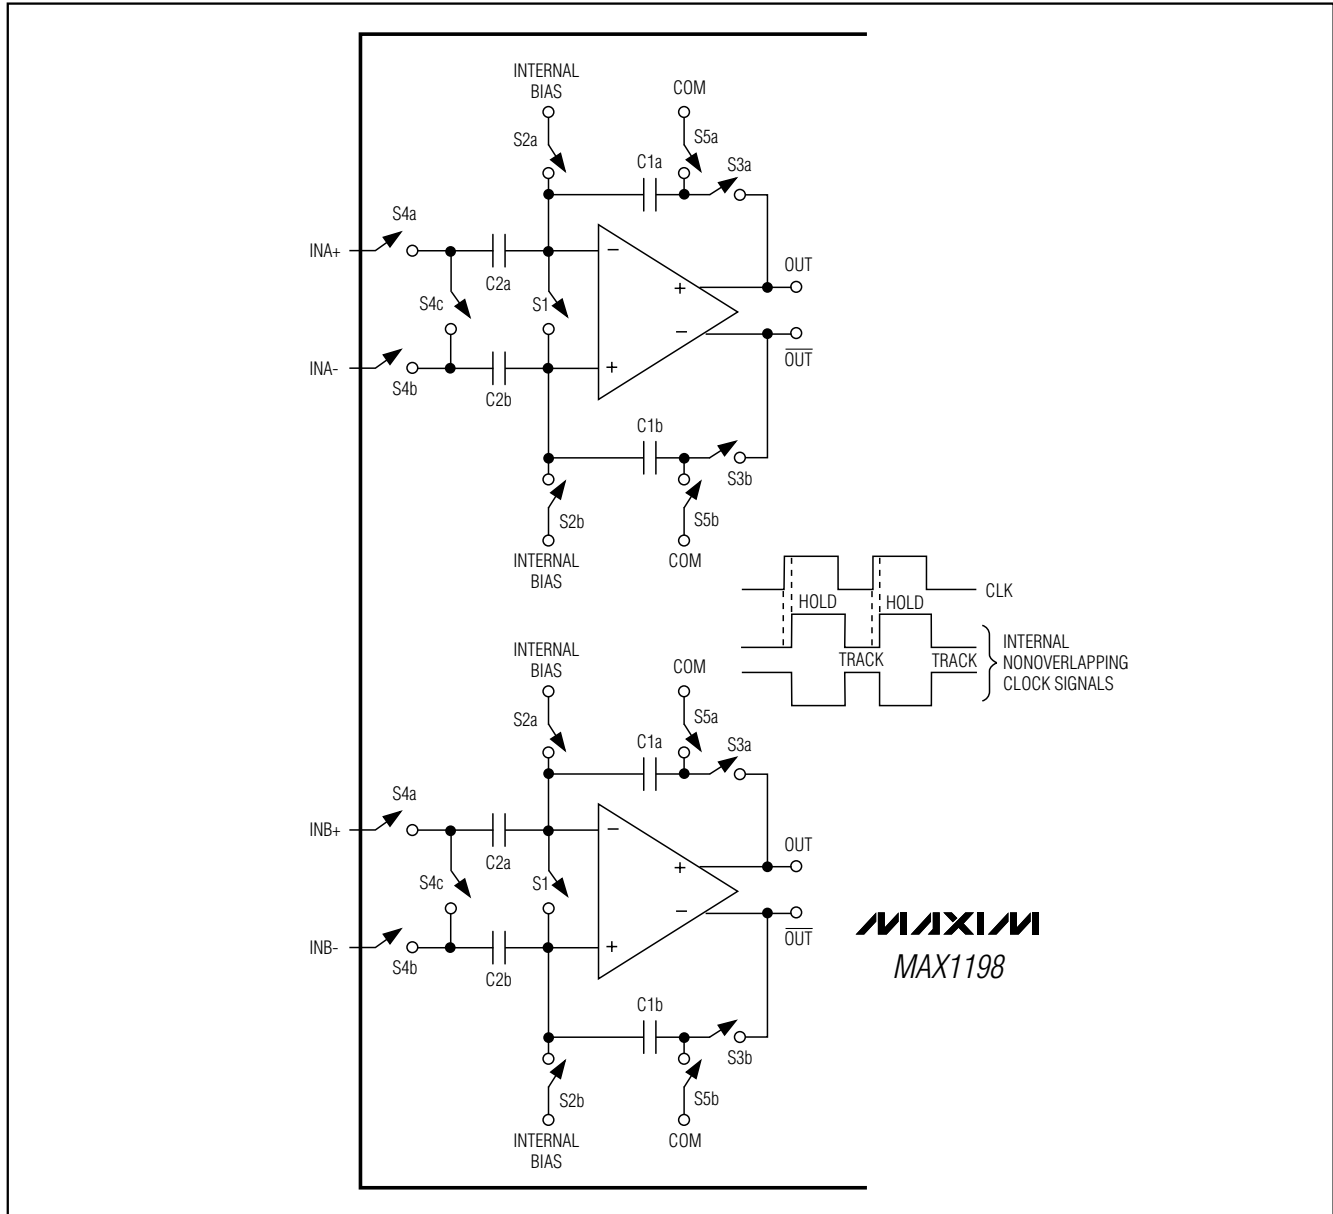 INTERNAL
BIAS
COM
S2a
S5a
C1a
S3a
S4a
INA+
−
C2a
OUT
+
S4c
S1
−
OUT
INA-
+
S4b
C2b
C1b
S3b
S2b
S5b
INTERNAL
BIAS
COM
CLK
HOLD
HOLD
TRACK
TRACK
INTERNAL
NONOVERLAPPING
CLOCK SIGNALS
INTERNAL
BIAS
COM
S2a
S5a
C1a
S3a
S4a
INB+
−
C2a
OUT
+
S4c
S1
−
OUT
INB-
+
S4b
C2b
MAXIM
MAX1198
C1b
S3b
S2b
S5b
INTERNAL
BIAS
COM